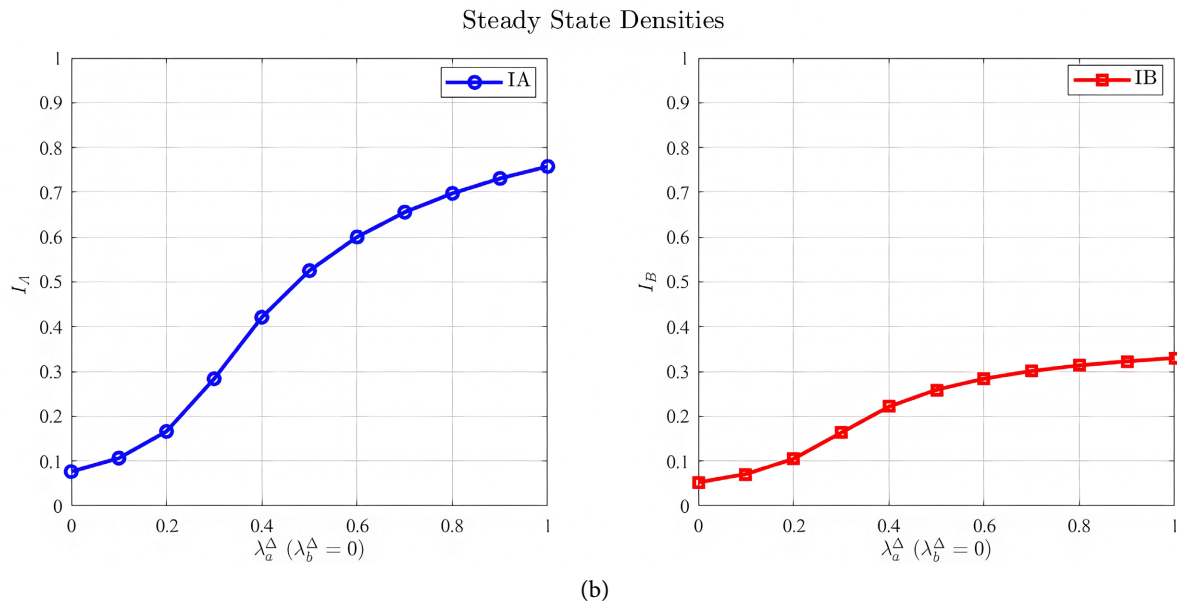 Steady State Densities
1
0.9
0.8
0.7
0.6
0.5
0.4
0.3
0.2
0.1
0
0 0.2 0.4 0.6 0.8 1
I_A
λ_a^Δ (λ_b^Δ = 0)
IA
1
0.9
0.8
0.7
0.6
0.5
0.4
0.3
0.2
0.1
0
0 0.2 0.4 0.6 0.8 1
I_B
λ_a^Δ (λ_b^Δ = 0)
IB
(b)